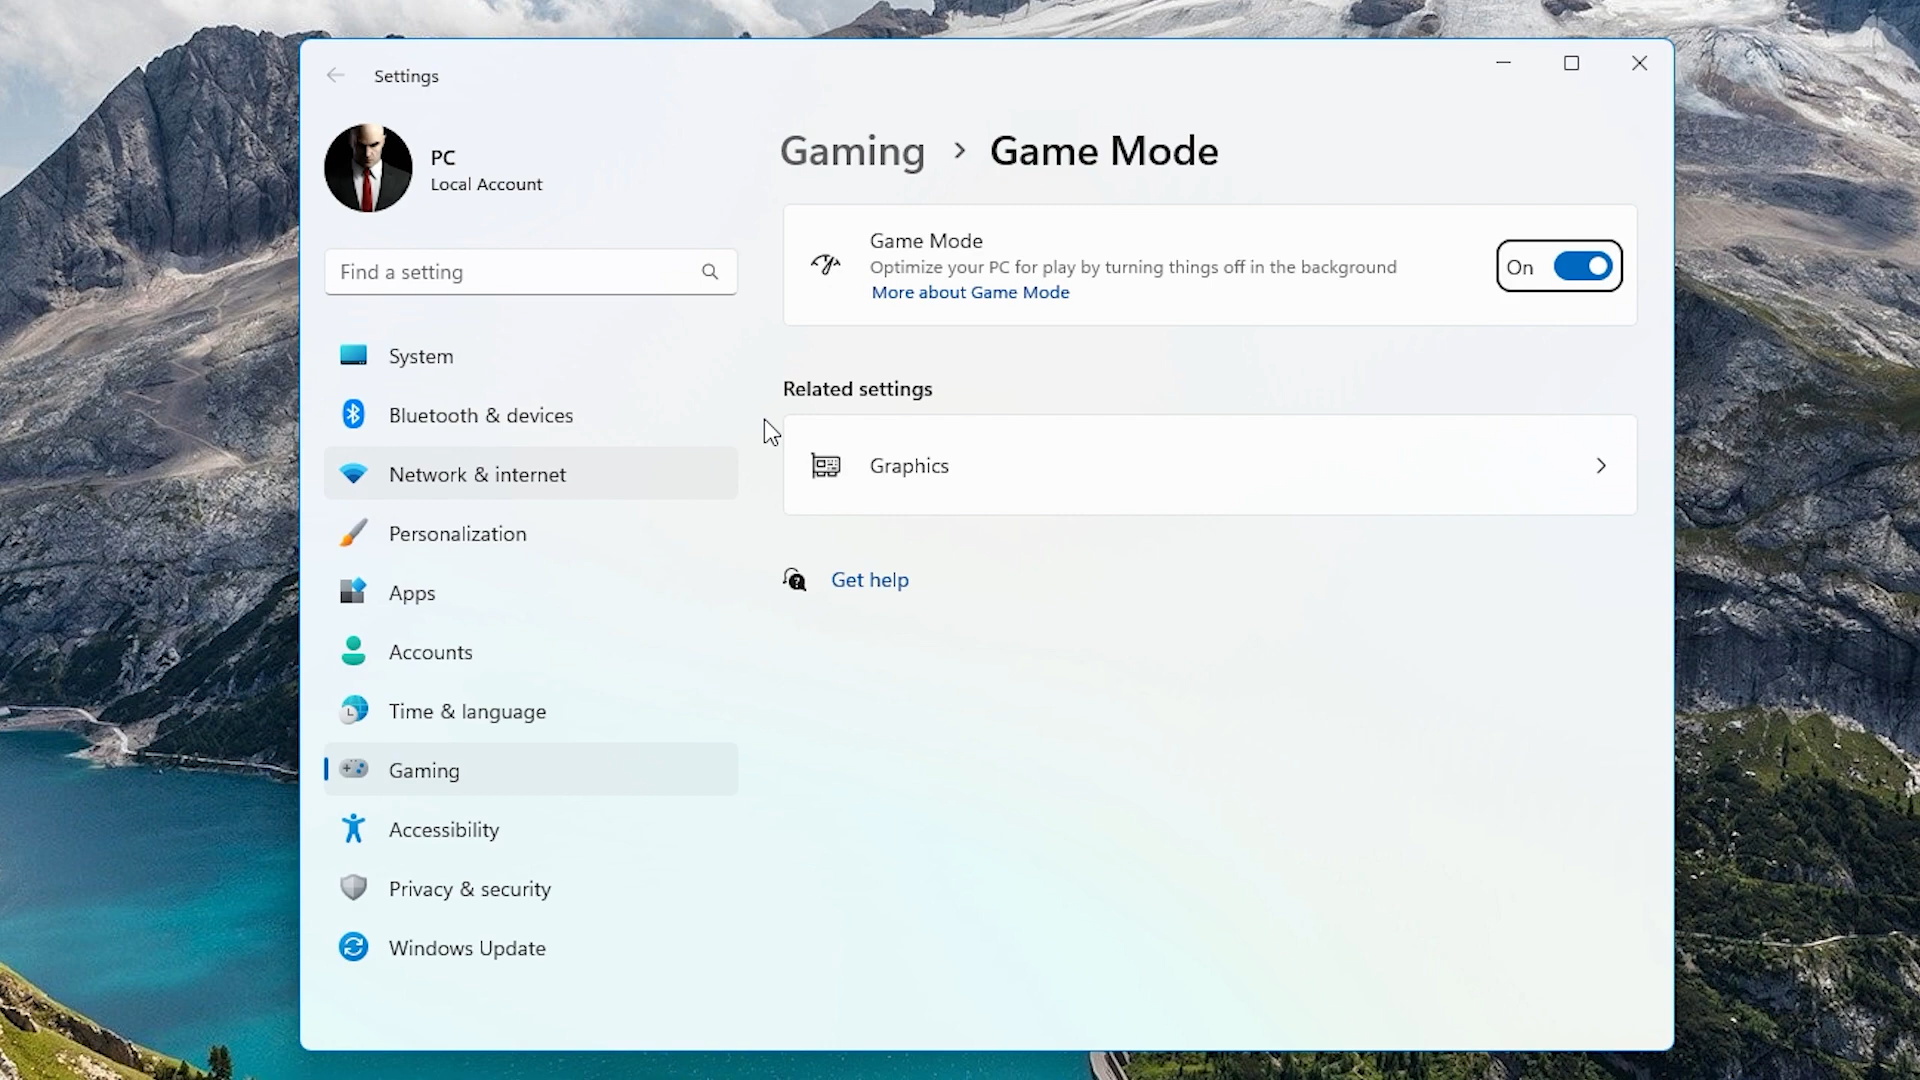 Settings
PC
Local Account
Find a setting
System
Bluetooth & devices
Network & internet
Personalization
Apps
Accounts
Time & language
Gaming
Accessibility
Privacy & security
Windows Update
Gaming > Game Mode
Game Mode
Optimize your PC for play by turning things off in the background
More about Game Mode
On
Related settings
Graphics
Get help